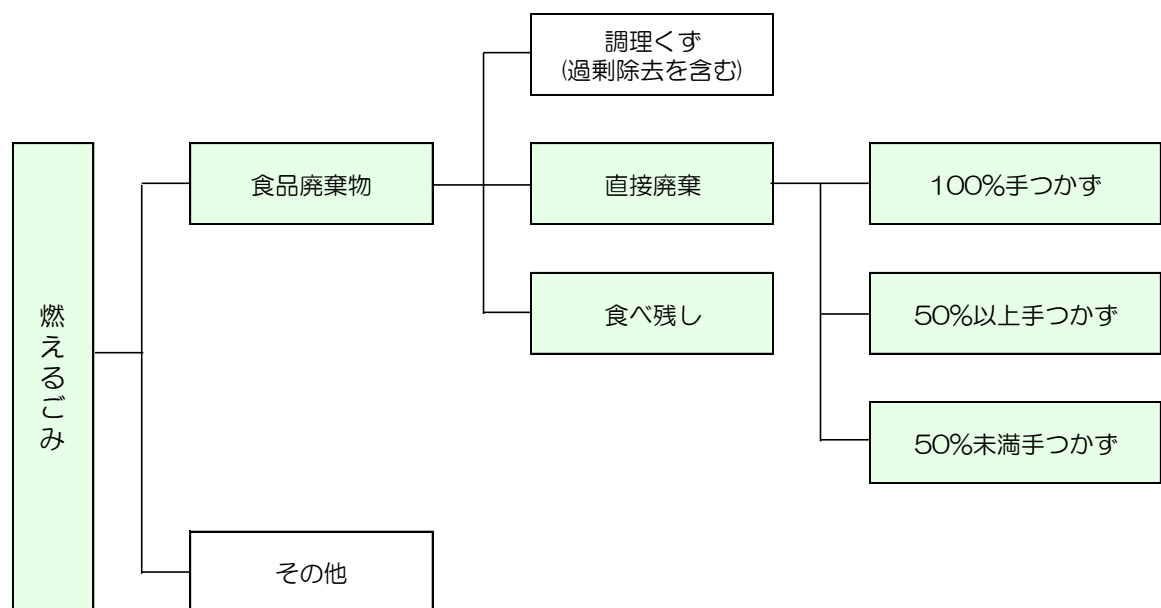 調理くず
(過剰除去を含む)
食品廃棄物
直接廃棄
100%手つかず
燃えるごみ
食べ残し
50%以上手つかず
50%未満手つかず
その他